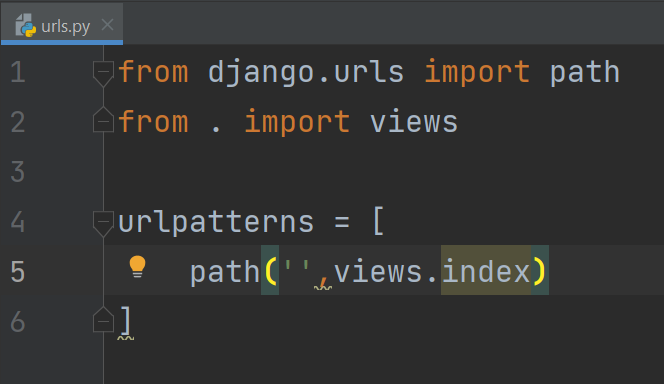 urls.py
1 from django.urls import path
2 from . import views
3
4 urlpatterns = [
5     path('',views.index)
6 ]